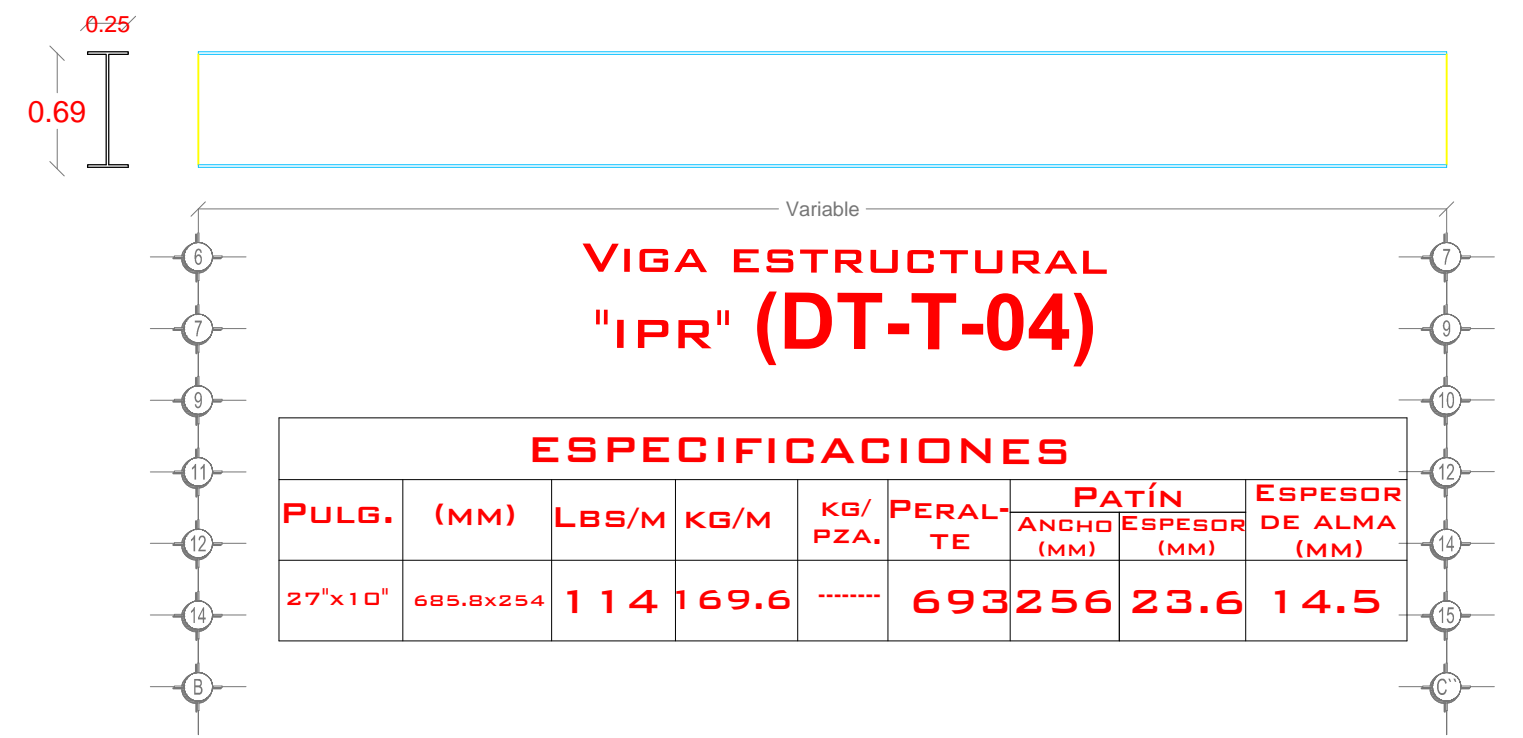 0.25
0.69
Variable
6 7
VIGA ESTRUCTURAL
"IPR" (DT-T-04)
7 9
9 10
ESPECIFICACIONES
11 12
PULG. (MM) LBS/M KG/M KG/ PZA. PERAL- TE PATÍN ANCHO (MM) ESPESOR (MM) ESPESOR DE ALMA (MM)
12 14
27"x10" 685.8x254 114 169.6 -------- 693 256 23.6 14.5
14 15
B C``